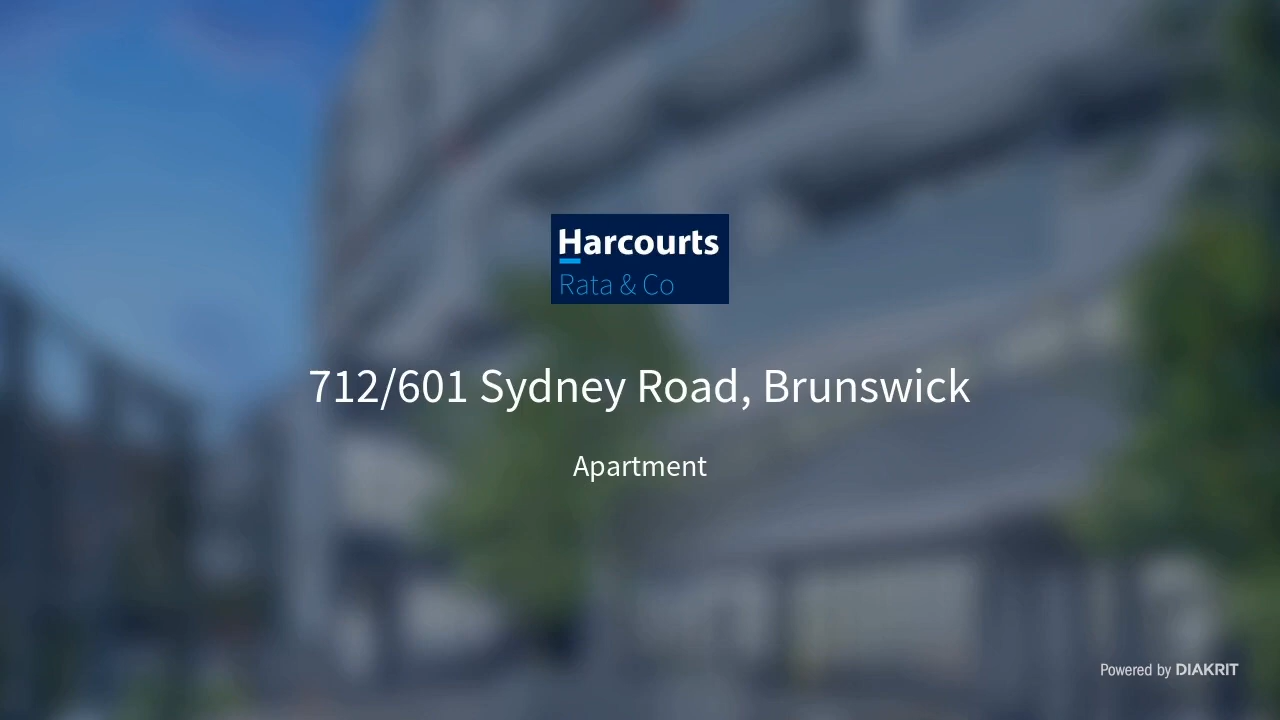 Harcourts
Rata & Co
712/601 Sydney Road, Brunswick
Apartment
Powered by DIAKRIT